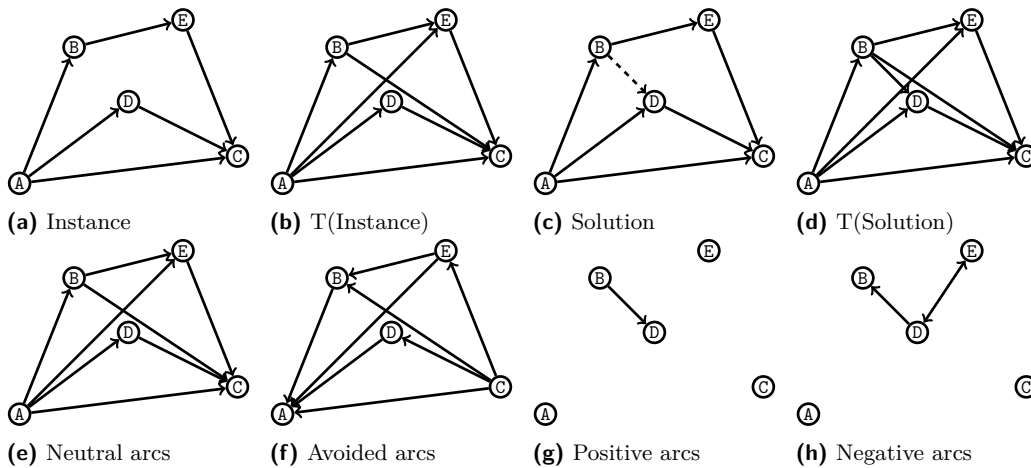 B E D A C
B E D A C
B E D A C
B E D A C
(a) Instance (b) T(Instance) (c) Solution (d) T(Solution)
B E D A C
B E D A C
B E D A C
B E D A C
(e) Neutral arcs (f) Avoided arcs (g) Positive arcs (h) Negative arcs